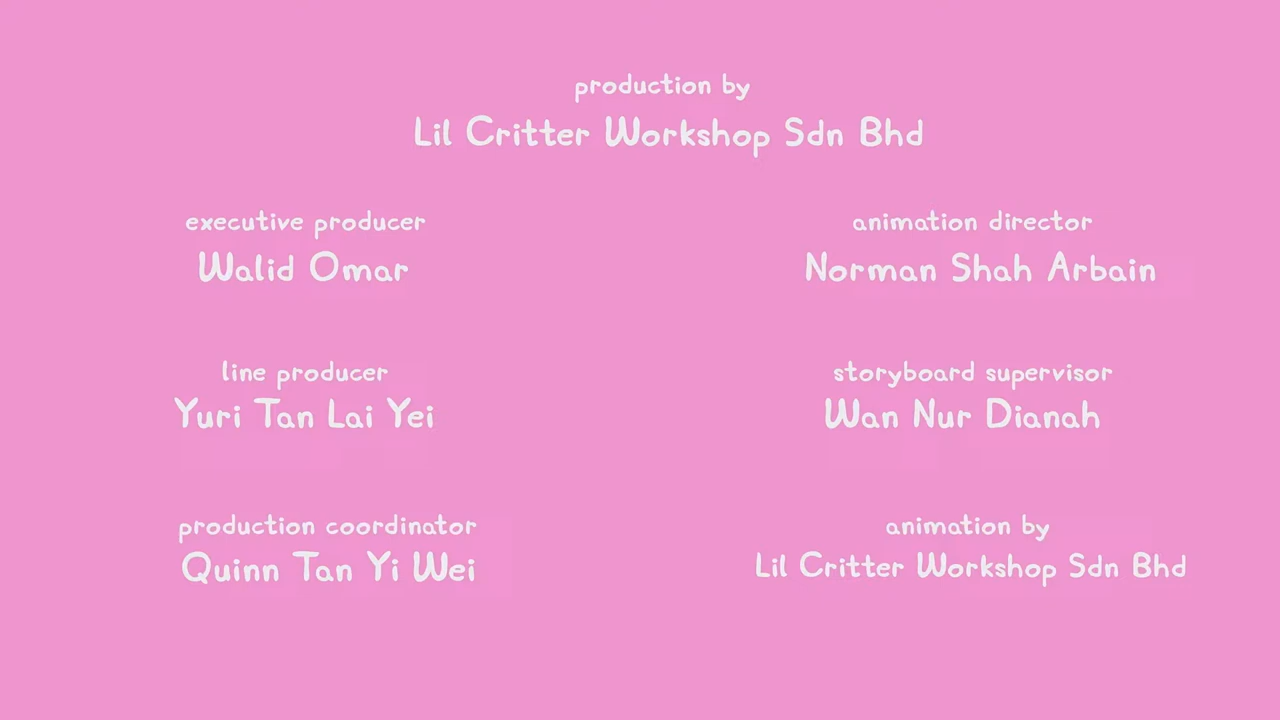 production by
Lil Critter Workshop Sdn Bhd
executive producer
Walid Omar
animation director
Norman Shah Arbain
line producer
Yuri Tan Lai Yei
storyboard supervisor
Wan Nur Dianah
production coordinator
Quinn Tan Yi Wei
animation by
Lil Critter Workshop Sdn Bhd